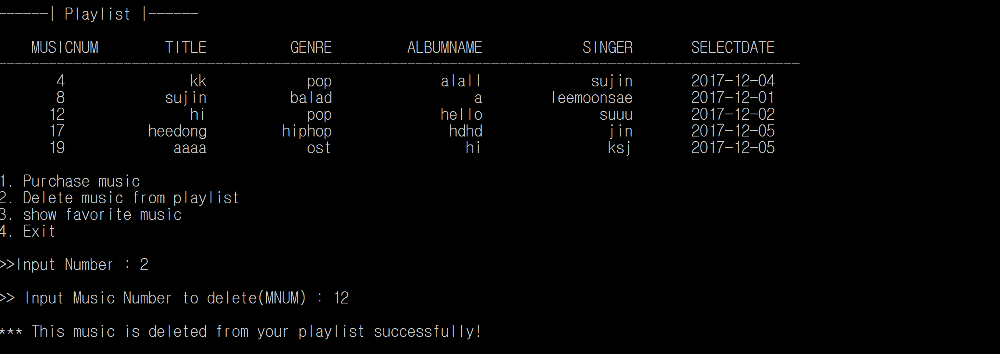 ------| Playlist |------
MUSICNUM TITLE GENRE ALBUMNAME SINGER SELECTDATE
------------------------------------------------------------------------------------------------
4 kk pop alall sujin 2017-12-04
8 sujin balad a leemoonsae 2017-12-01
12 hi pop hello suuu 2017-12-02
17 heedong hiphop hdhd jin 2017-12-05
19 aaaa ost hi ksj 2017-12-05
1. Purchase music
2. Delete music from playlist
3. show favorite music
4. Exit
>>Input Number : 2
>> Input Music Number to delete(MNUM) : 12
*** This music is deleted from your playlist successfully!